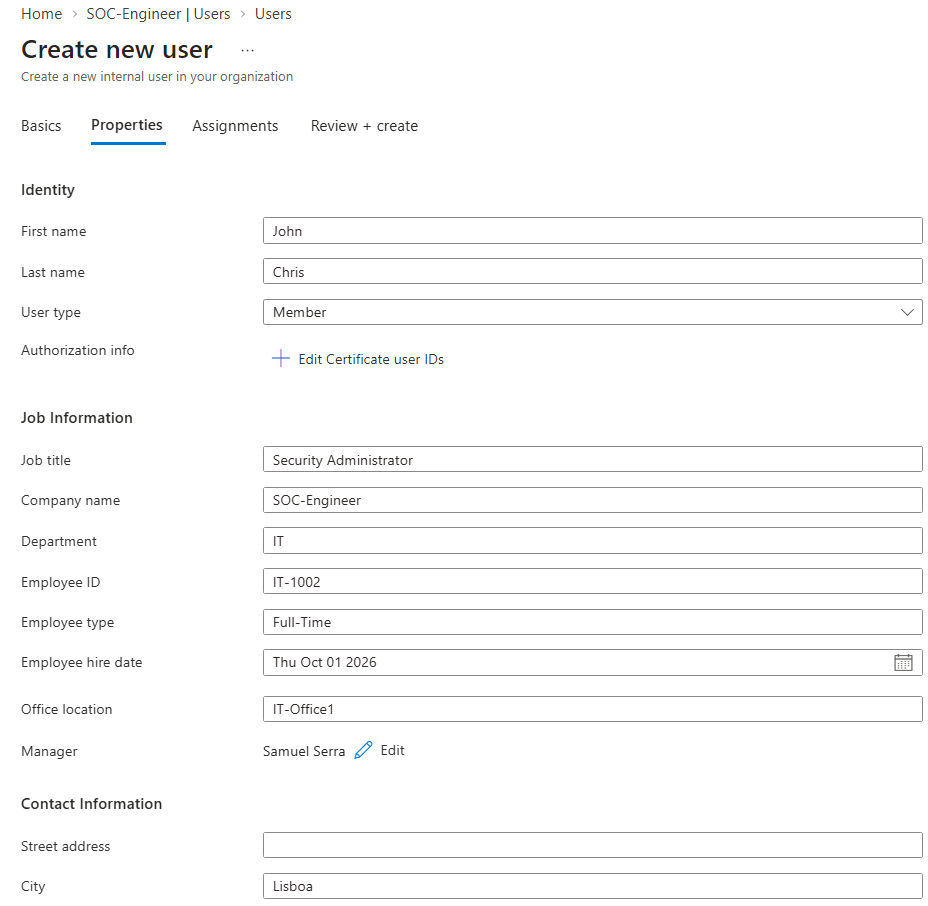 Home > SOC-Engineer | Users > Users
Create new user ...
Create a new internal user in your organization
Basics Properties Assignments Review + create
Identity
First name John
Last name Chris
User type Member
Authorization info
Edit Certificate user IDs
Job Information
Job title Security Administrator
Company name SOC-Engineer
Department IT
Employee ID IT-1002
Employee type Full-Time
Employee hire date Thu Oct 01 2026
Office location IT-Office1
Manager Samuel Serra Edit
Contact Information
Street address
City Lisboa